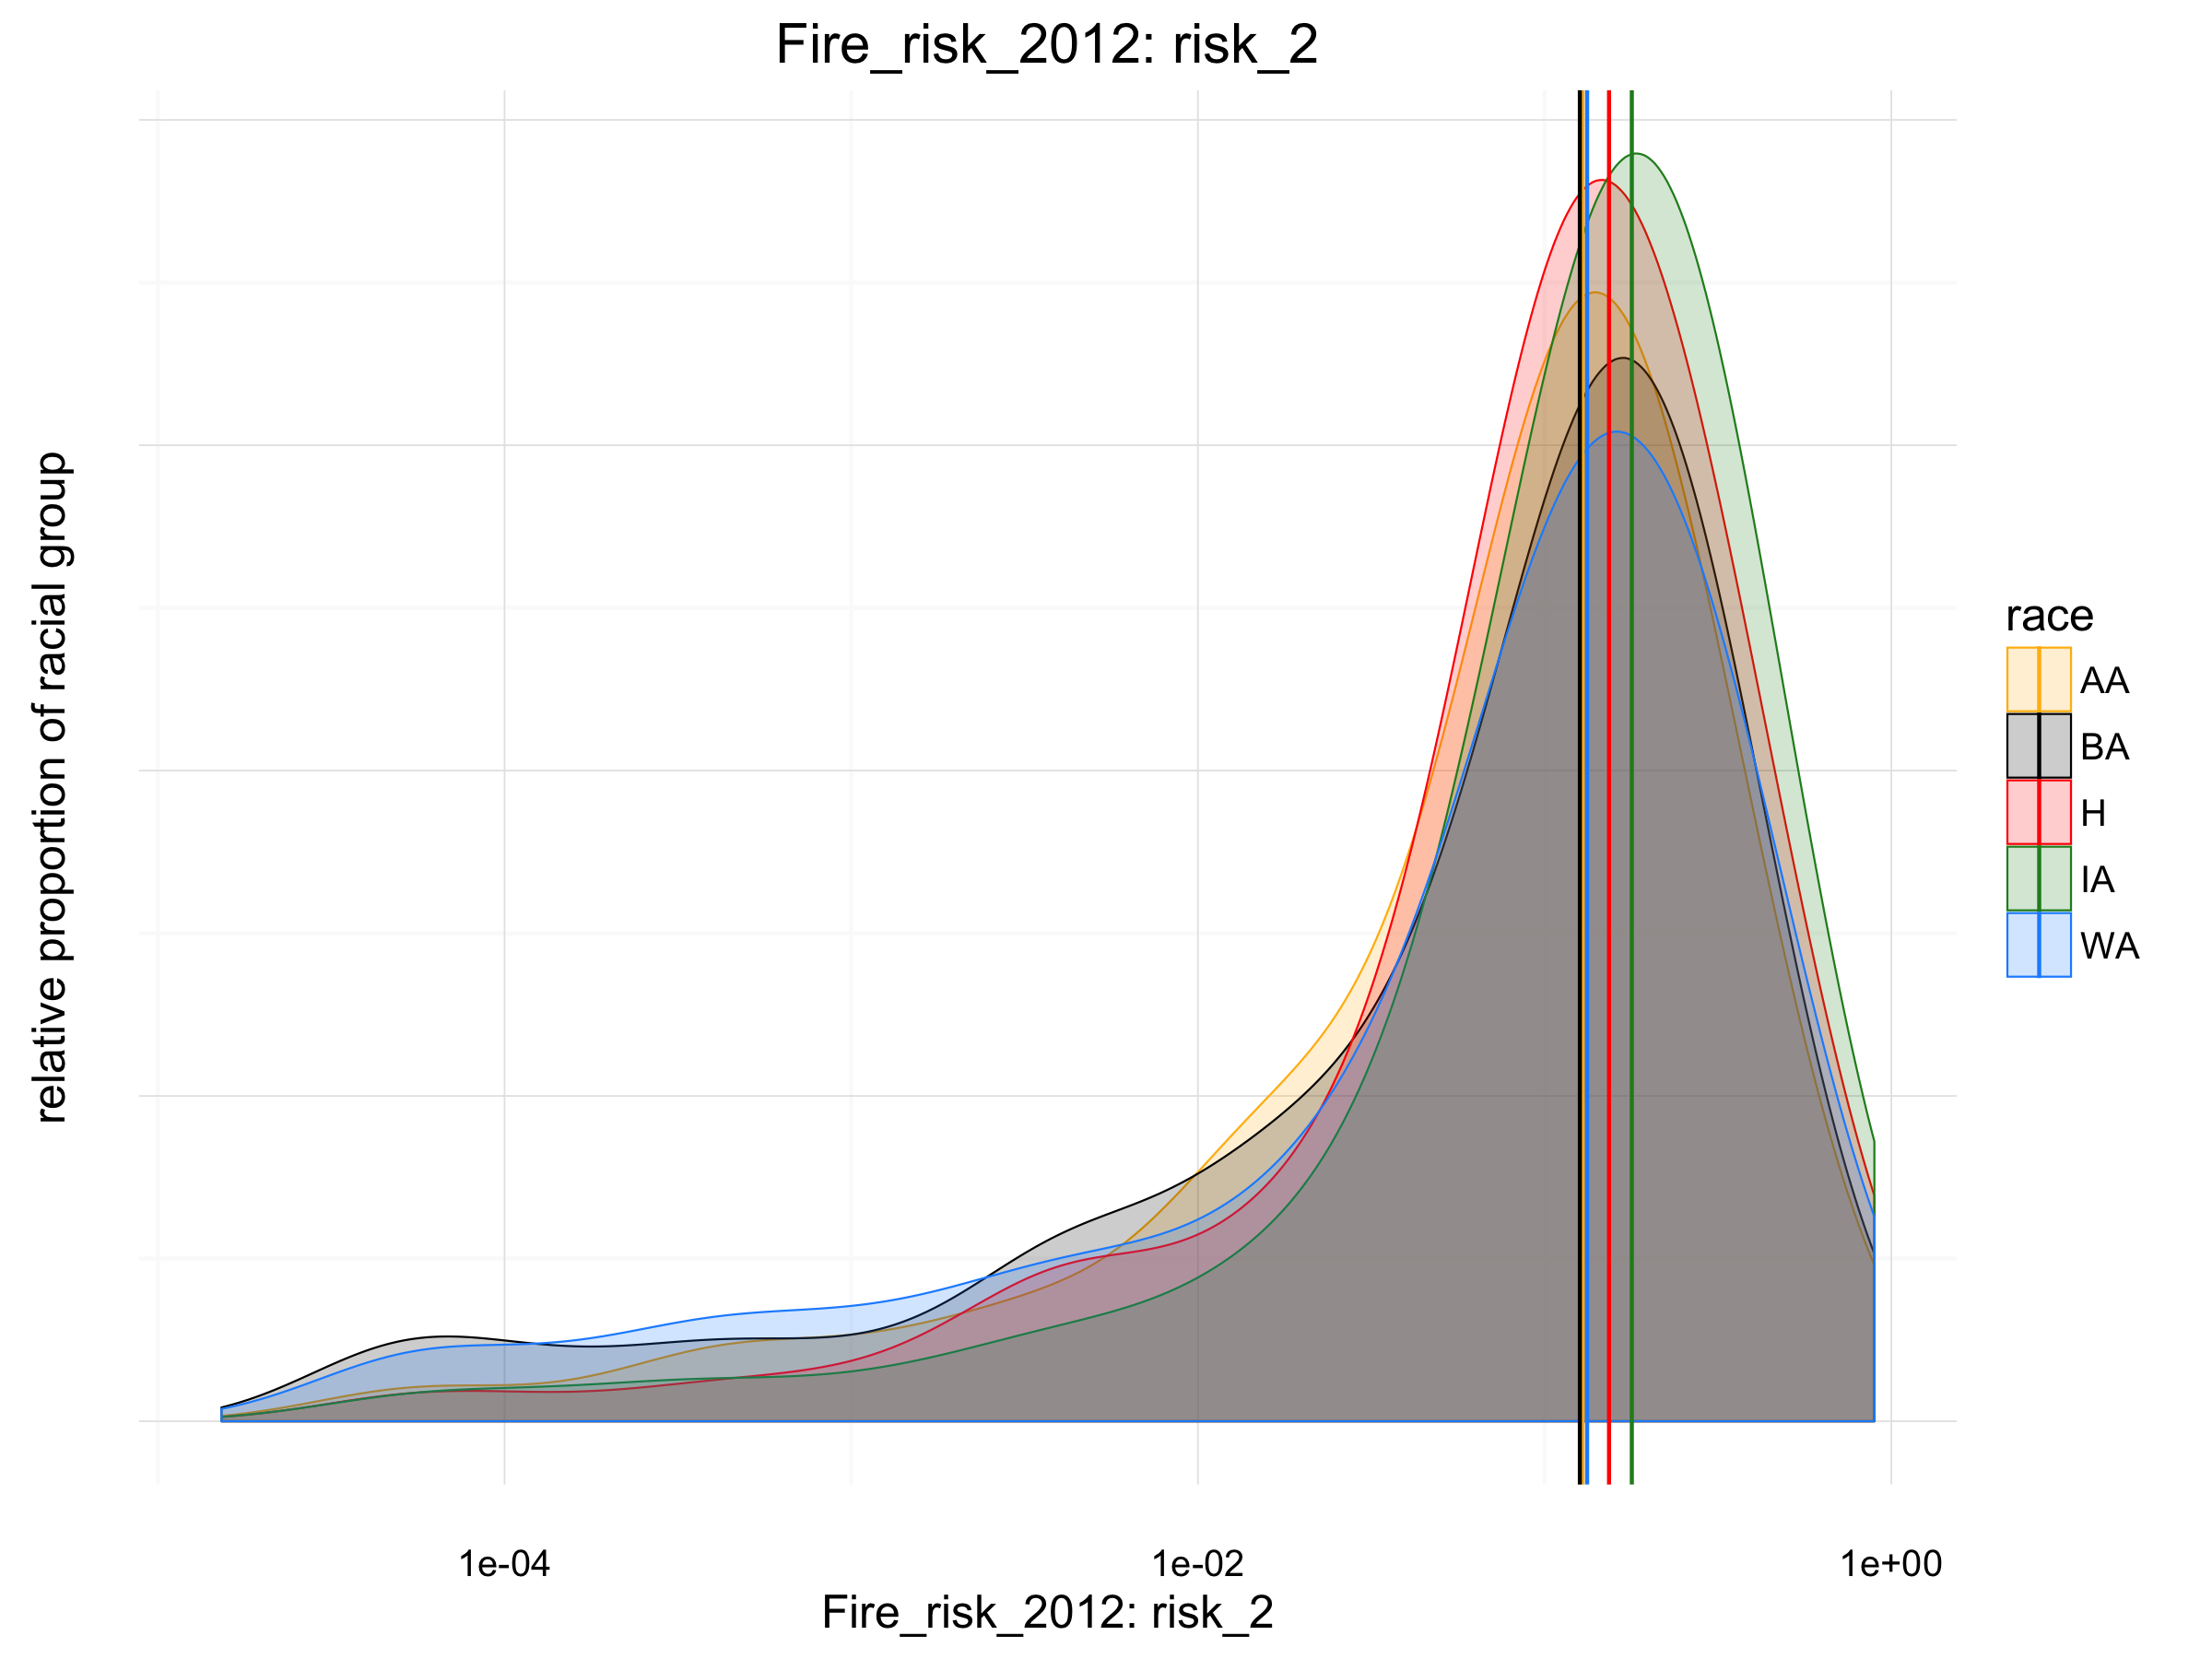 Fire_risk_2012: risk_2
relative proportion of racial group
race
AA
BA
H
IA
WA
1e-04
1e-02
1e+00
Fire_risk_2012: risk_2